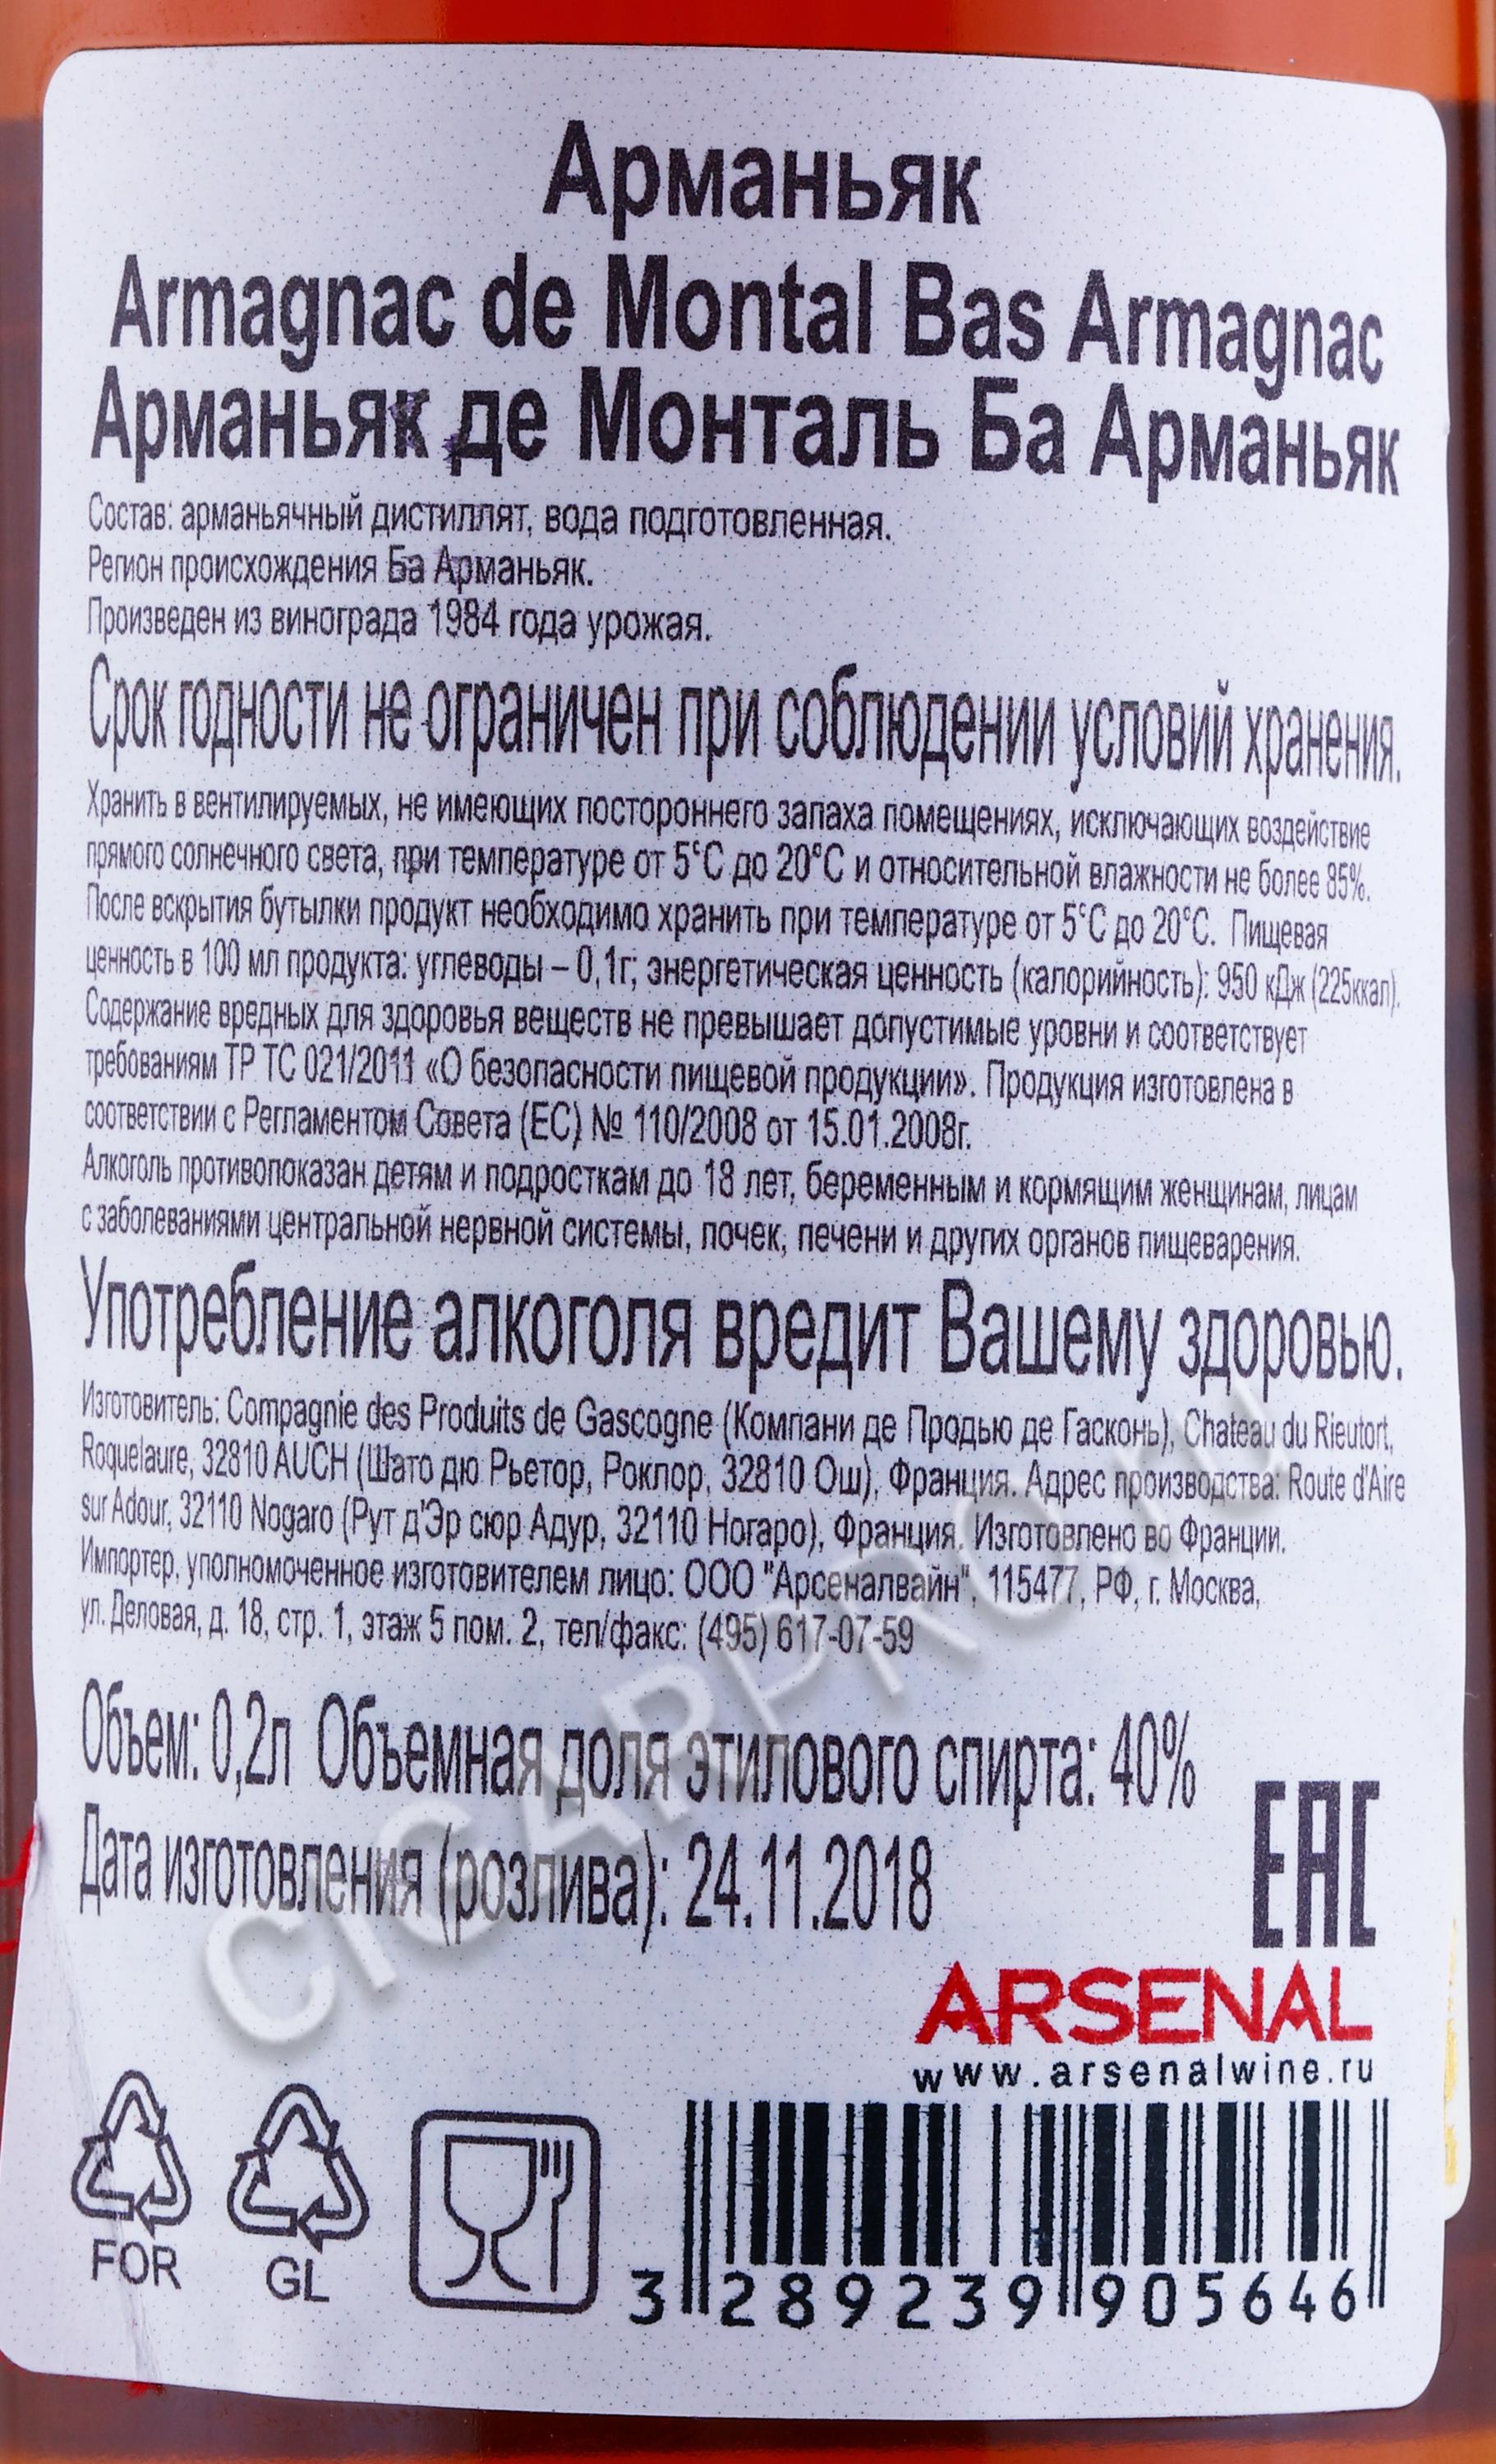 Арманьяк
Armagnac de Montal Bas Armagnac
Арманьяк де Монталь Ба Арманьяк
Состав: арманьячный дистиллят, вода подготовленная.
Регион происхождения Ба Арманьяк.
Произведен из винограда 1984 года урожая.
Срок годности не ограничен при соблюдении условий хранения.
Хранить в вентилируемых, не имеющих постороннего запаха помещениях, исключающих воздействие
прямого солнечного света, при температуре от 5°С до 20°С и относительной влажности не более 85%.
После вскрытия бутылки продукт необходимо хранить при температуре от 5°С до 20°С. Пищевая
ценность в 100 мл продукта: углеводы – 0,1г; энергетическая ценность (калорийность): 950 кДж (225ккал).
Содержание вредных для здоровья веществ не превышает допустимые уровни и соответствует
требованиям ТР ТС 021/2011 «О безопасности пищевой продукции». Продукция изготовлена в
соответствии с Регламентом Совета (ЕС) № 110/2008 от 15.01.2008г.
Алкоголь противопоказан детям и подросткам до 18 лет, беременным и кормящим женщинам, лицам
с заболеваниями центральной нервной системы, почек, печени и других органов пищеварения.
Употребление алкоголя вредит Вашему здоровью.
Изготовитель: Compagnie des Produits de Gascogne (Компани де Продью де Гасконь), Chateau du Rieutort,
Roquelaure, 32810 AUCH (Шато дю Рьетор, Роклор, 32810 Ош), Франция. Адрес производства: Route d'Aire
sur Adour, 32110 Nogaro (Рут д'Эр сюр Адур, 32110 Ногаро), Франция. Изготовлено во Франции.
Импортер, уполномоченное изготовителем лицо: ООО "Арсеналвайн", 115477, РФ, г. Москва,
ул. Деловая, д. 18, стр. 1, этаж 5 пом. 2, тел/факс: (495) 617-07-59
Объем: 0,2л Объемная доля этилового спирта: 40%
Дата изготовления (розлива): 24.11.2018
EAC
ARSENAL
www.arsenalwine.ru
FOR
GL
3 289239 905646
CIGARPRO.ru